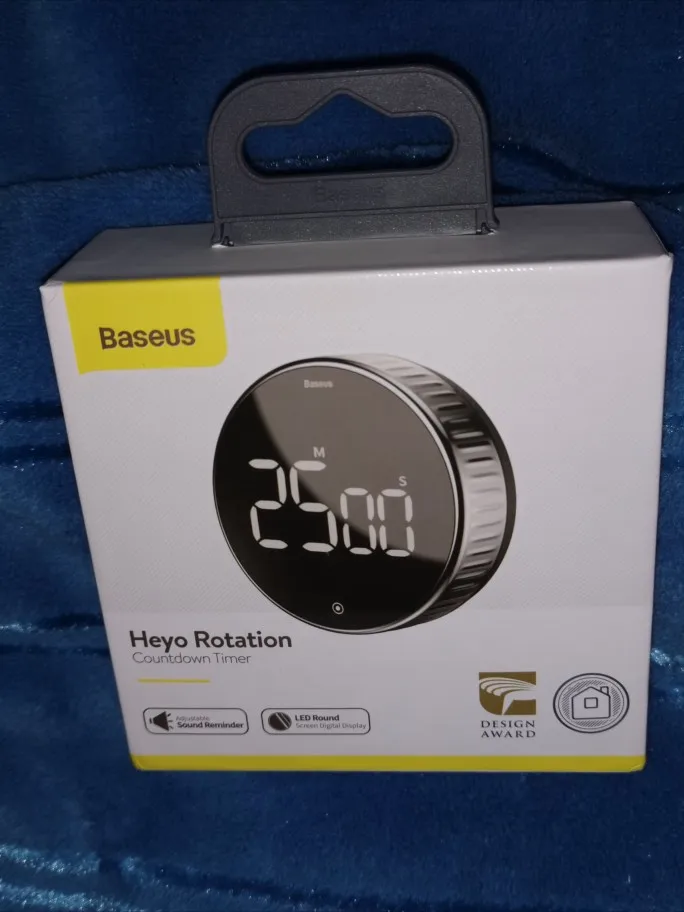 Baseus
Baseus
M
S
25 00
Heyo Rotation
Countdown Timer
Adjustable
Sound Reminder
LED Round
Screen Digital Display
DESIGN
AWARD